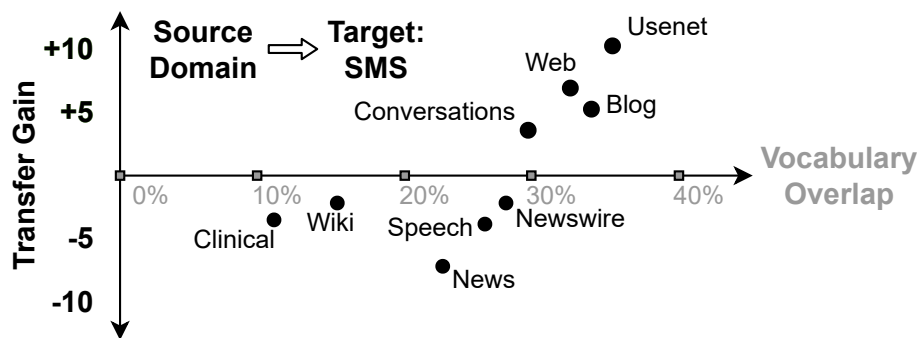 Transfer Gain
+10
+5
-5
-10
Source
Domain
Target:
SMS
Usenet
Web
Blog
Conversations
0%
10%
20%
30%
40%
Vocabulary
Overlap
Clinical
Wiki
Speech
Newswire
News